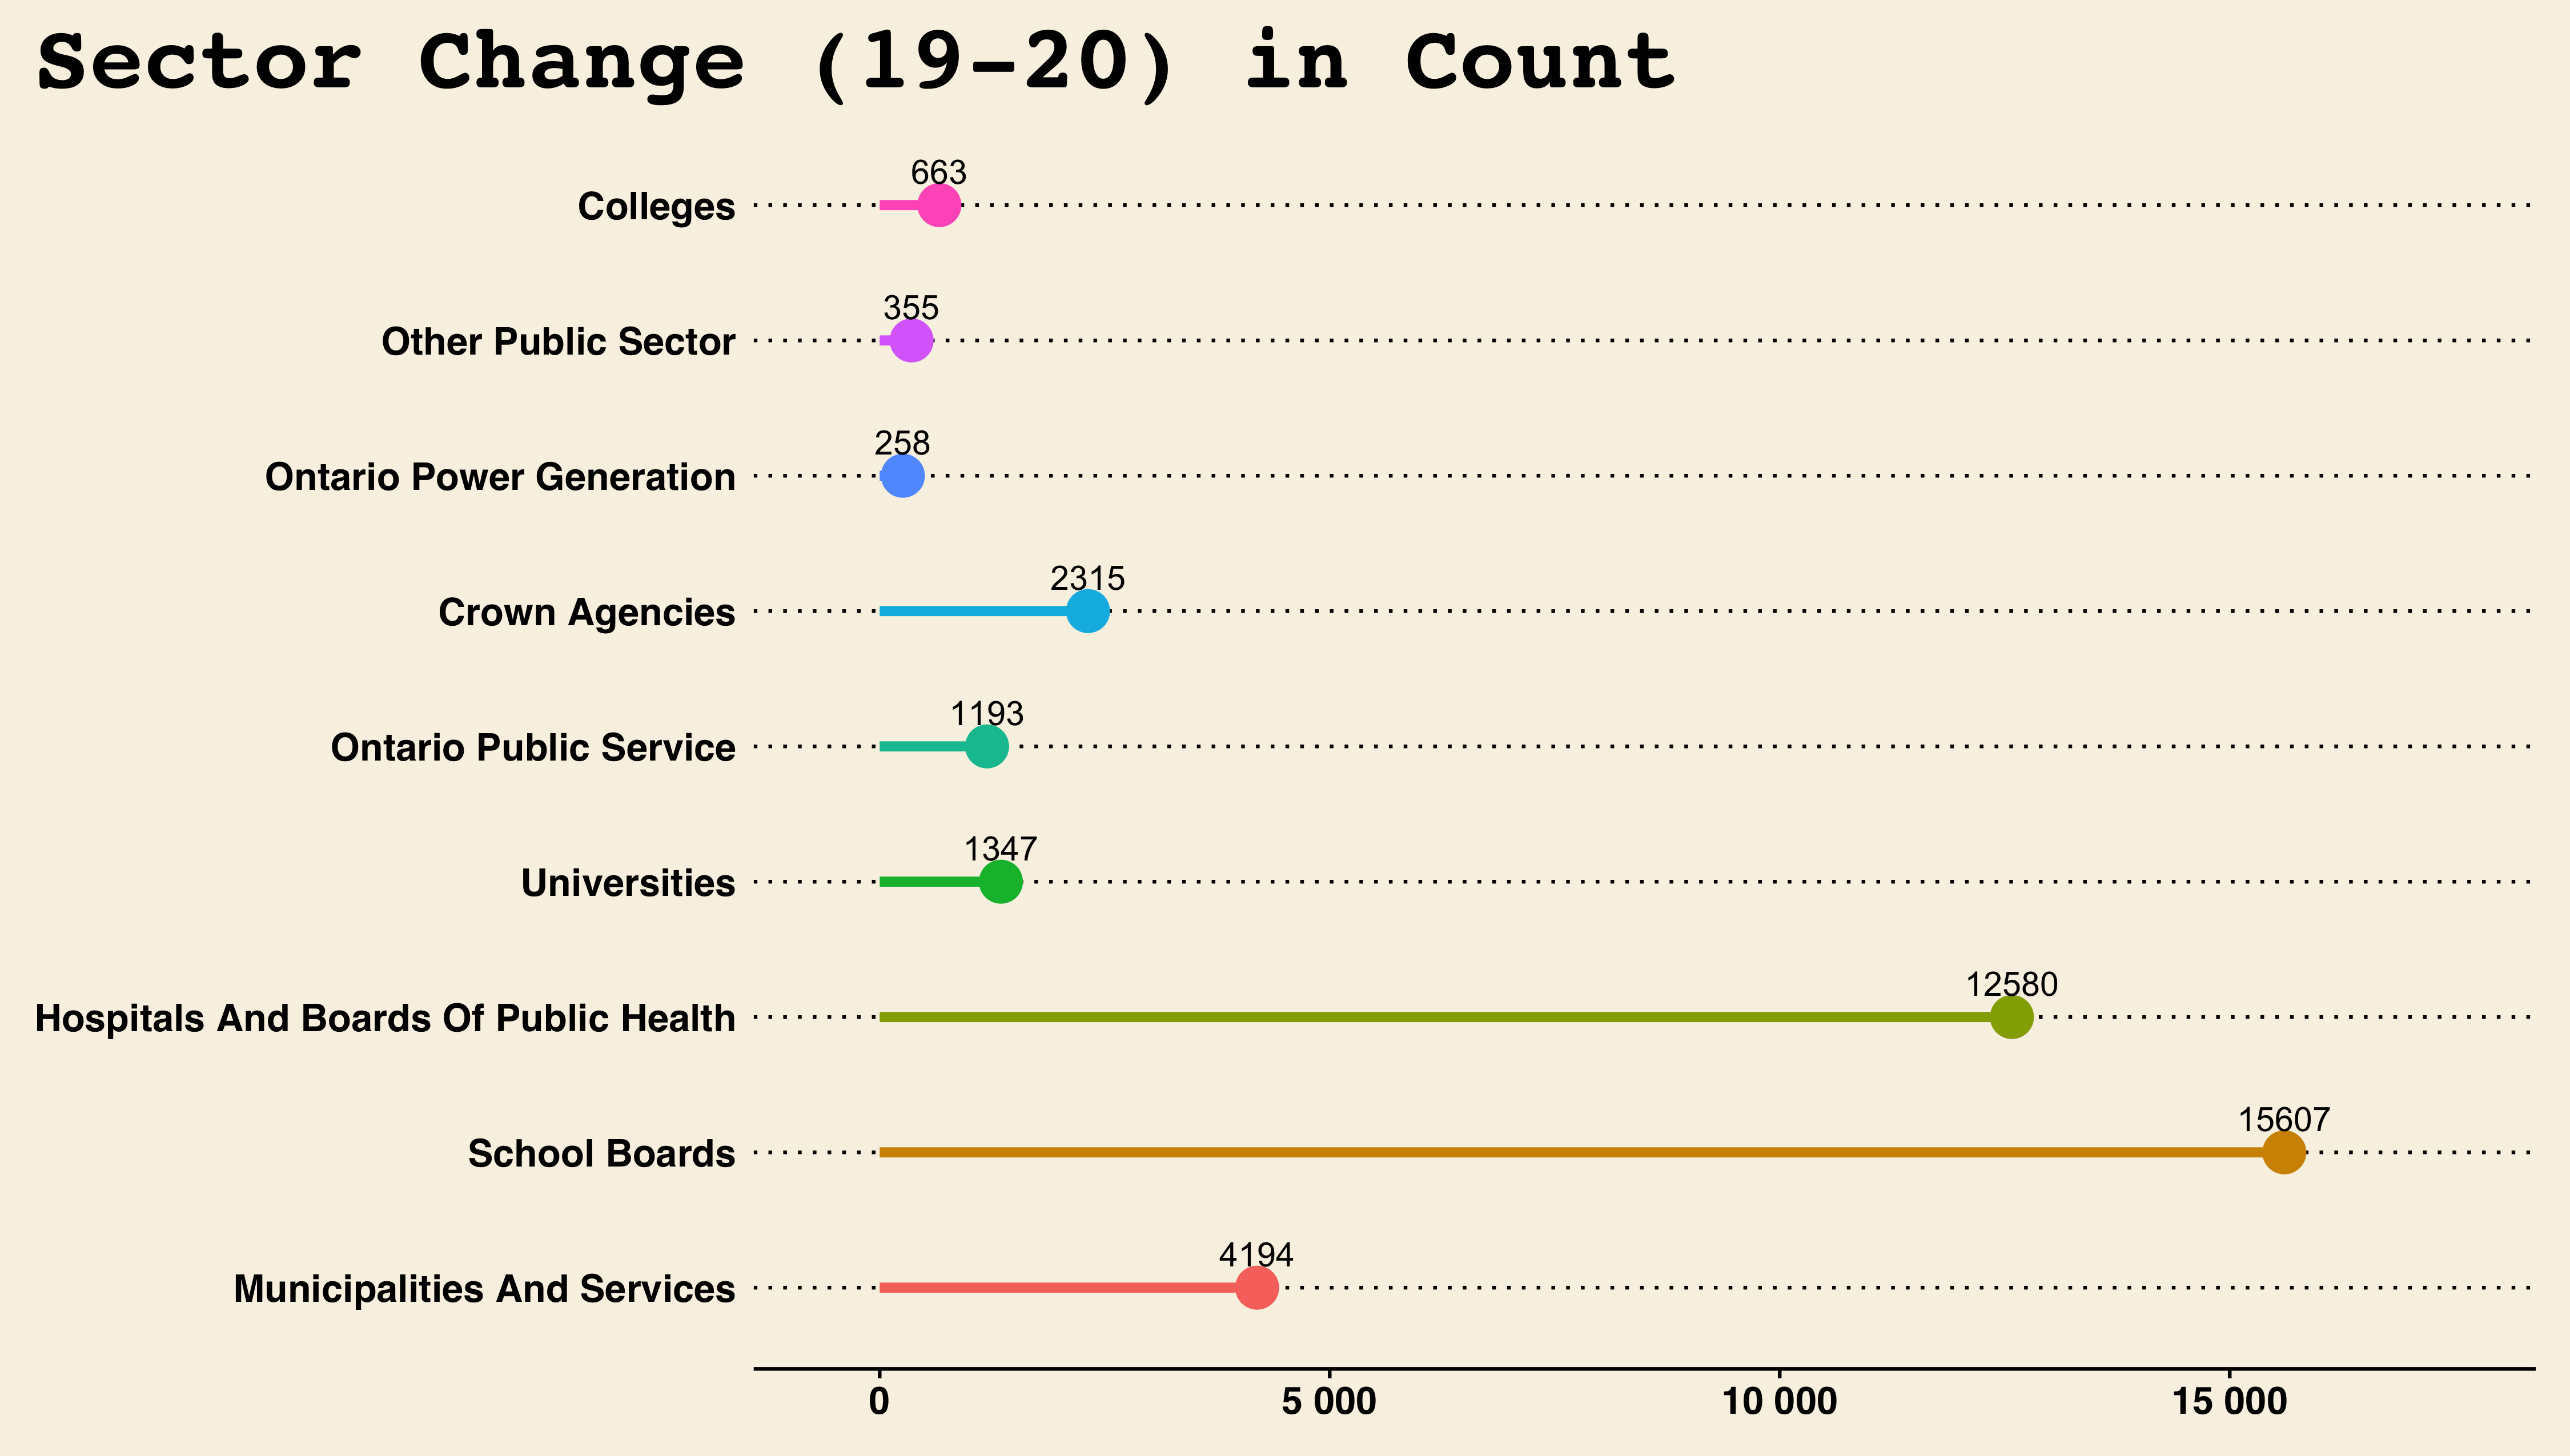 Sector Change (19-20) in Count
663
Colleges
355
Other Public Sector
258
Ontario Power Generation
2315
Crown Agencies
1193
Ontario Public Service
1347
Universities
12580
Hospitals And Boards Of Public Health
15607
School Boards
4194
Municipalities And Services
0 5 000 10 000 15 000